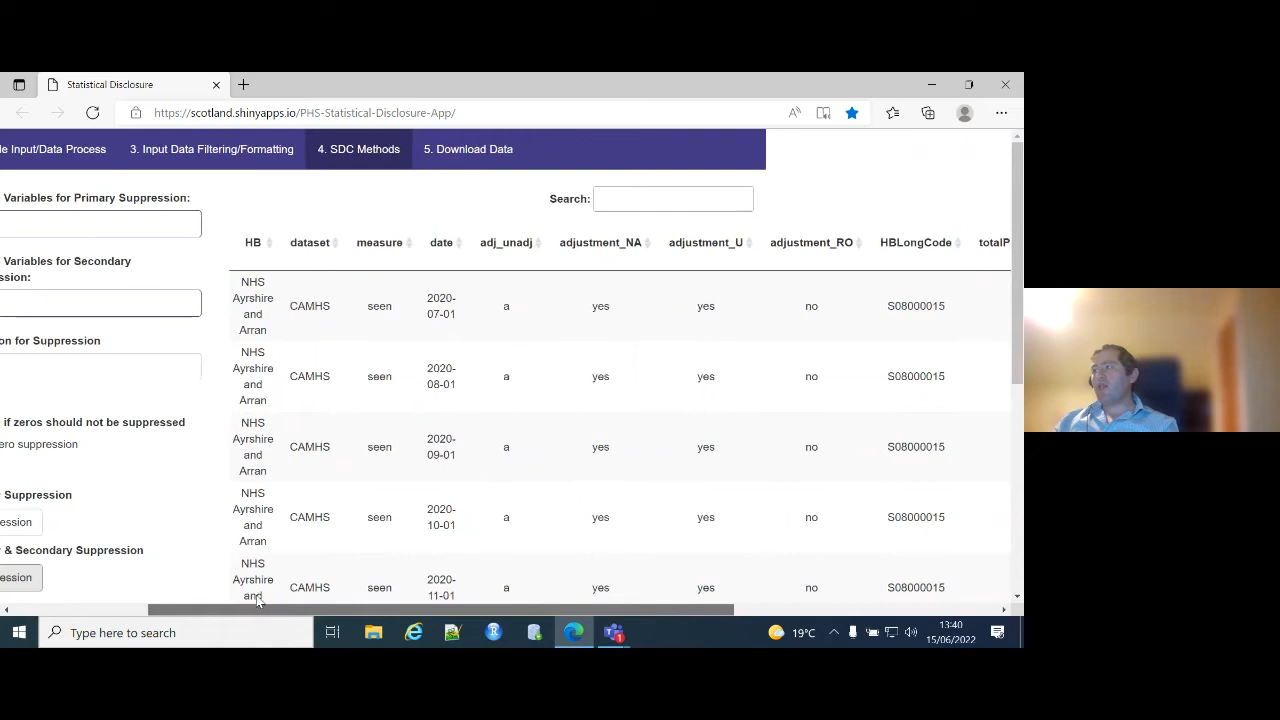 Statistical Disclosure
https://scotland.shinyapps.io/PHS-Statistical-Disclosure-App/
le Input/Data Process
3. Input Data Filtering/Formatting
4. SDC Methods
5. Download Data
Variables for Primary Suppression:
Variables for Secondary
ession:
on for Suppression
if zeros should not be suppressed
ero suppression
Suppression
ession
& Secondary Suppression
ession
Search:
HB dataset measure date adj_unadj adjustment_NA adjustment_U adjustment_RO HBLongCode totalP
NHS
Ayrshire
and
Arran
CAMHS seen
2020-
07-01
a yes yes no S08000015
NHS
Ayrshire
and
Arran
CAMHS seen
2020-
08-01
a yes yes no S08000015
NHS
Ayrshire
and
Arran
CAMHS seen
2020-
09-01
a yes yes no S08000015
NHS
Ayrshire
and
Arran
CAMHS seen
2020-
10-01
a yes yes no S08000015
NHS
Ayrshire
and
CAMHS seen
2020-
11-01
a yes yes no S08000015
Type here to search
1
19°C
13:40
15/06/2022